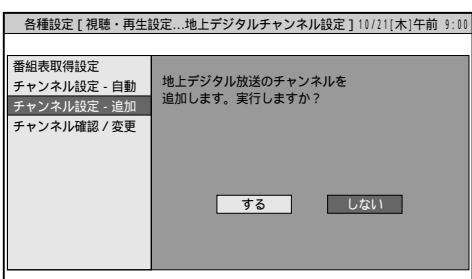 各種設定 [ 視聴・再生設定…地上デジタルチャンネル設定 ] 10/21[木]午前 9:00
番組表取得設定
チャンネル設定 - 自動
チャンネル設定 - 追加
チャンネル確認 / 変更
地上デジタル放送のチャンネルを
追加します。実行しますか？
する
しない